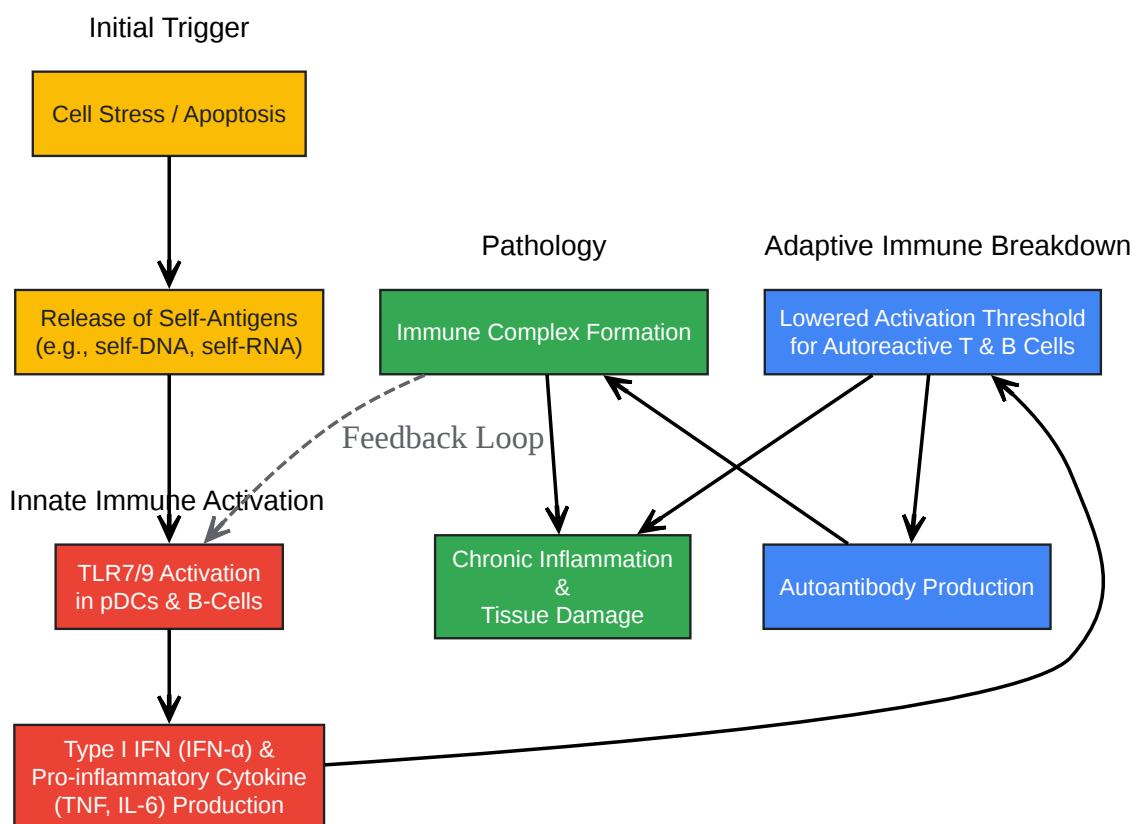 Initial Trigger
Cell Stress / Apoptosis
Release of Self-Antigens
(e.g., self-DNA, self-RNA)
Innate Immune Activation
TLR7/9 Activation
in pDCs & B-Cells
Type I IFN (IFN-α) &
Pro-inflammatory Cytokine
(TNF, IL-6) Production
Pathology
Immune Complex Formation
Feedback Loop
Chronic Inflammation
&
Tissue Damage
Adaptive Immune Breakdown
Lowered Activation Threshold
for Autoreactive T & B Cells
Autoantibody Production